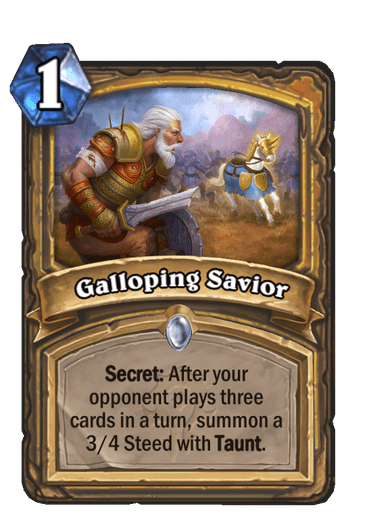 1
Galloping Savior
Secret: After your
opponent plays three
cards in a turn, summon a
3/4 Steed with Taunt.